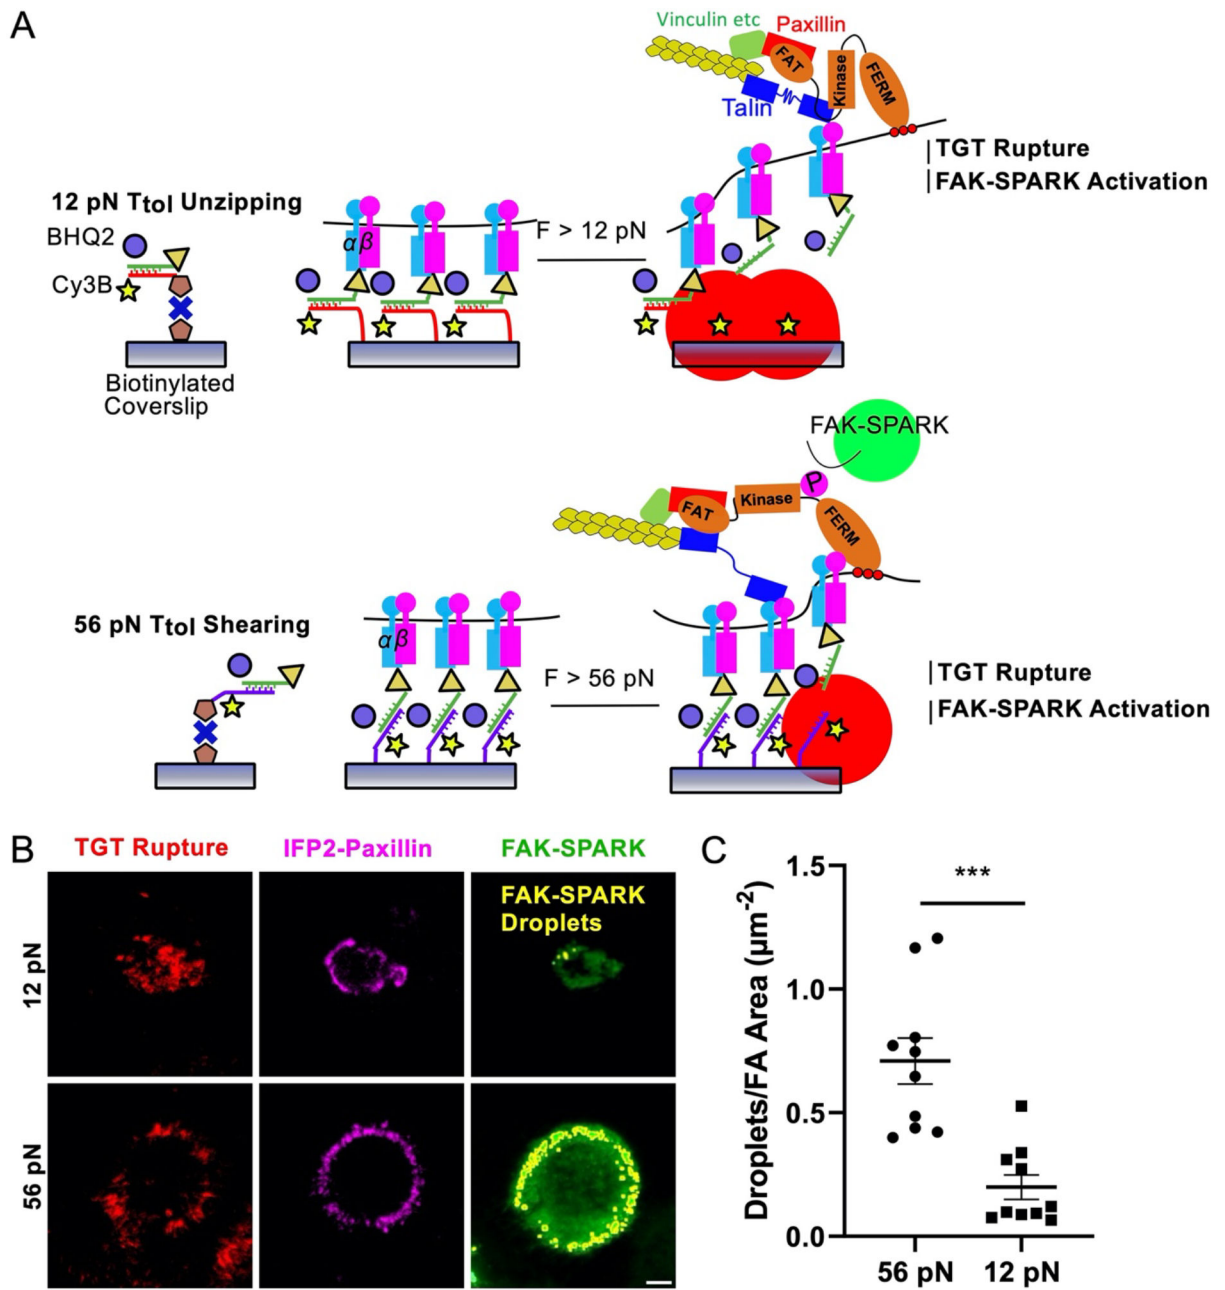 A
Vinculin etc
Paxillin
FAT
Kinase
FERM
Talin
TGT Rupture
FAK-SPARK Activation
12 pN Ttol Unzipping
BHQ2
Cy3B
αβ
F > 12 pN
Biotinylated
Coverslip
FAK-SPARK
P
FAT
Kinase
FERM
56 pN Ttol Shearing
αβ
F > 56 pN
TGT Rupture
FAK-SPARK Activation
B
TGT Rupture
IFP2-Paxillin
FAK-SPARK
FAK-SPARK
Droplets
12 pN
56 pN
C
***
Droplets/FA Area (µm-2)
1.5
1.0
0.5
0.0
56 pN
12 pN